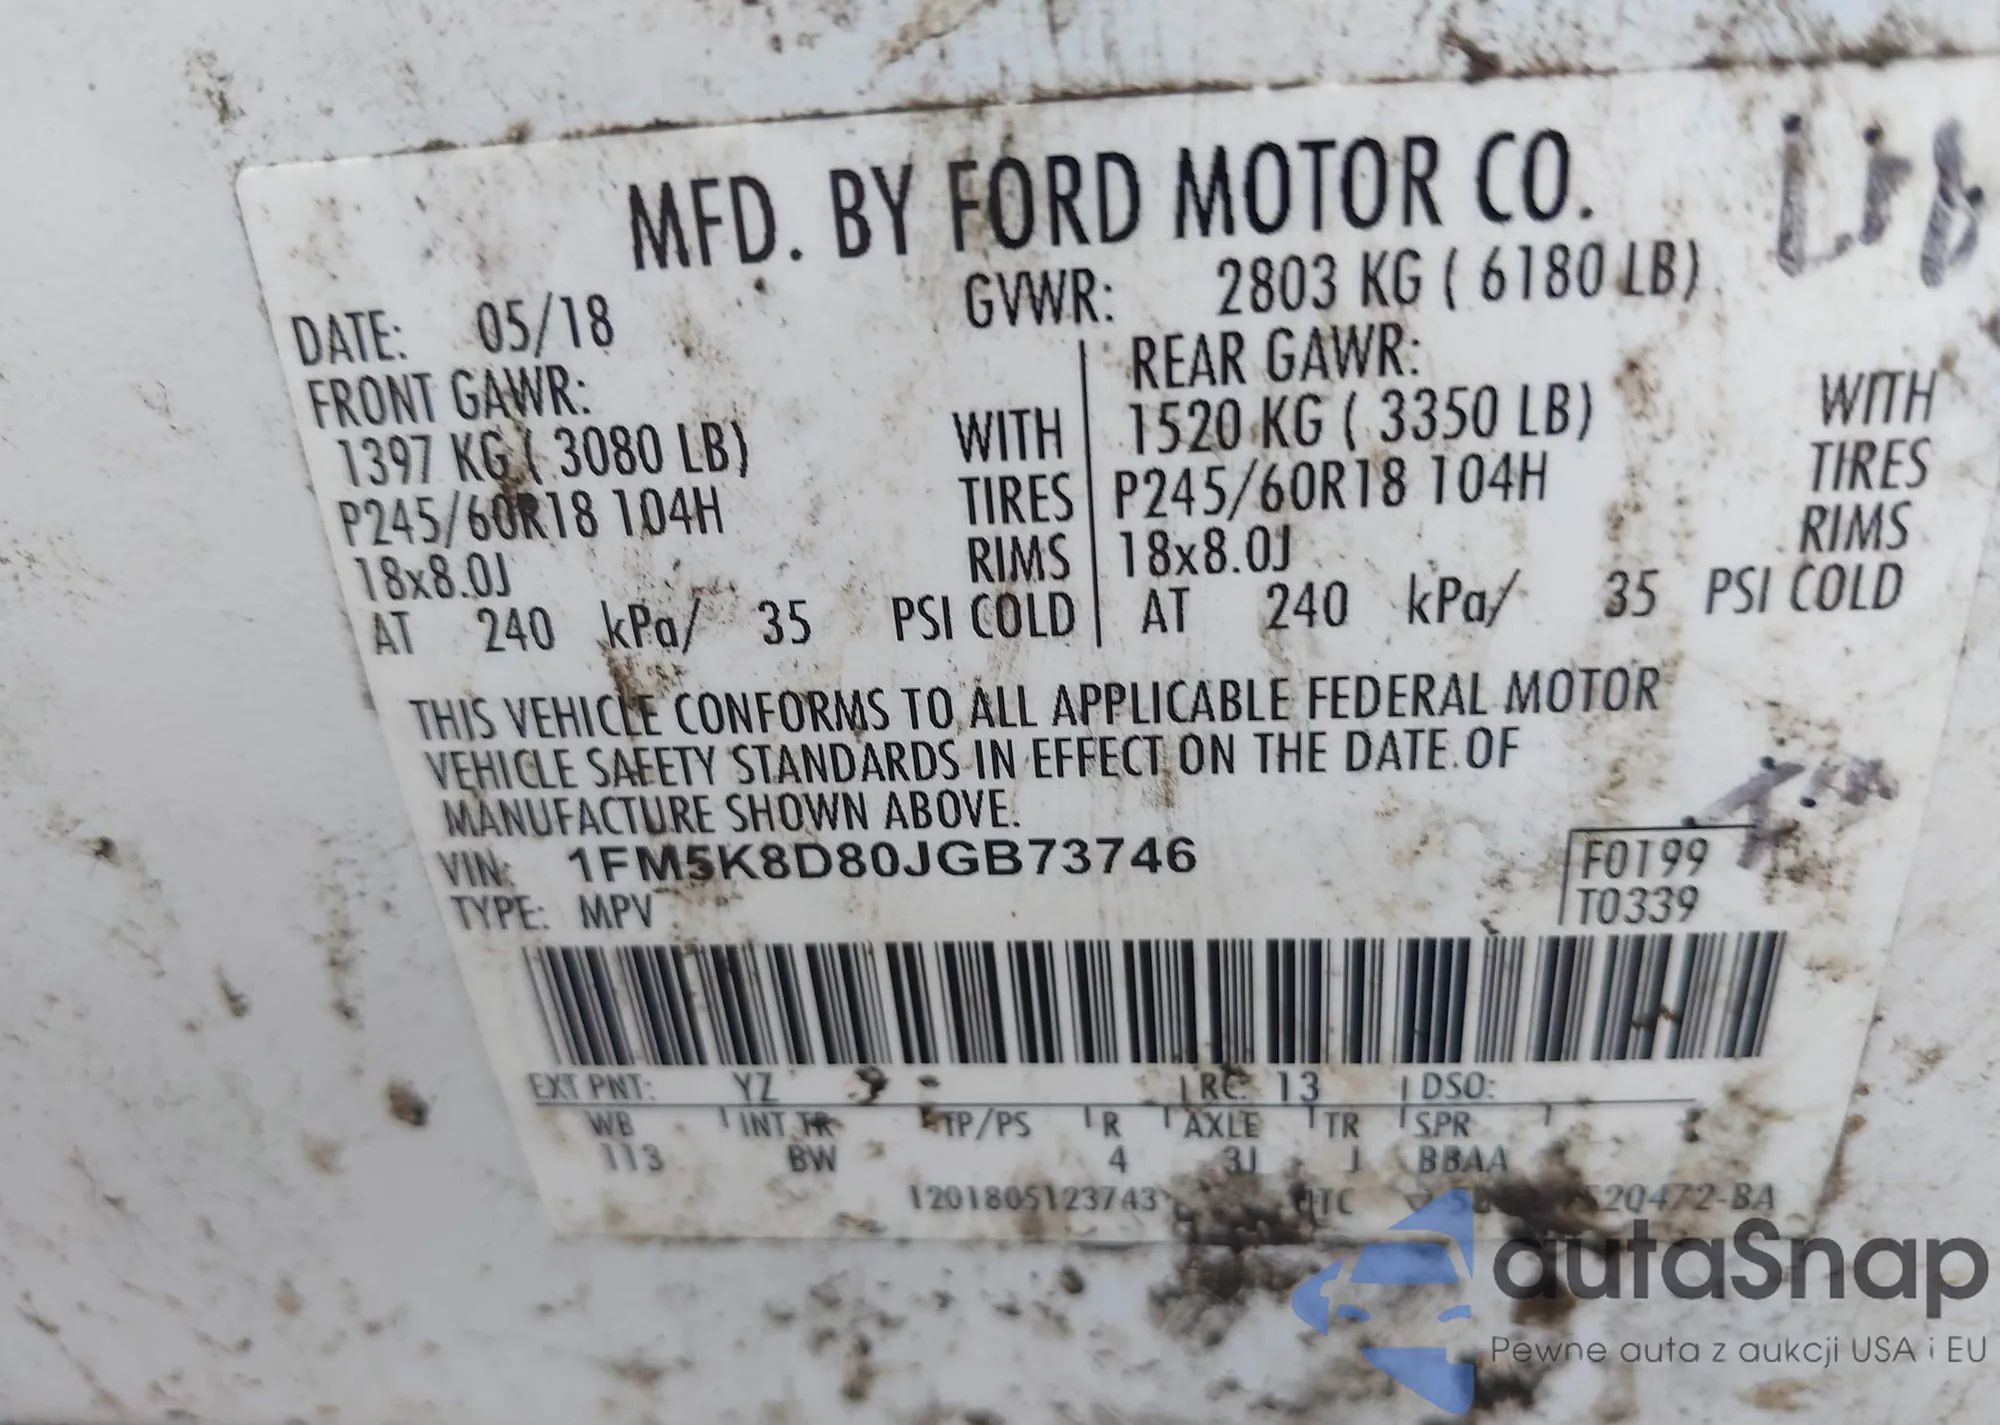 MFD. BY FORD MOTOR CO.
DATE: 05/18 GVWR: 2803 KG ( 6180 LB)
FRONT GAWR: REAR GAWR:
1397 KG ( 3080 LB) WITH 1520 KG ( 3350 LB) WITH
P245/60R18 104H TIRES P245/60R18 104H TIRES
18x8.0J RIMS 18x8.0J RIMS
AT 240 kPa/ 35 PSI COLD AT 240 kPa/ 35 PSI COLD
THIS VEHICLE CONFORMS TO ALL APPLICABLE FEDERAL MOTOR
VEHICLE SAFETY STANDARDS IN EFFECT ON THE DATE OF
MANUFACTURE SHOWN ABOVE.
VIN: 1FM5K8D80JGB73746 F0199
TYPE: MPV T0339
EXT PNT: YZ RC: 13 DSO:
WB INT TR TP/PS R AXLE TR SPR
113 BW 4 3J J BBAA
1201805123743
autaSnap
Pewne auta z aukcji USA i EU